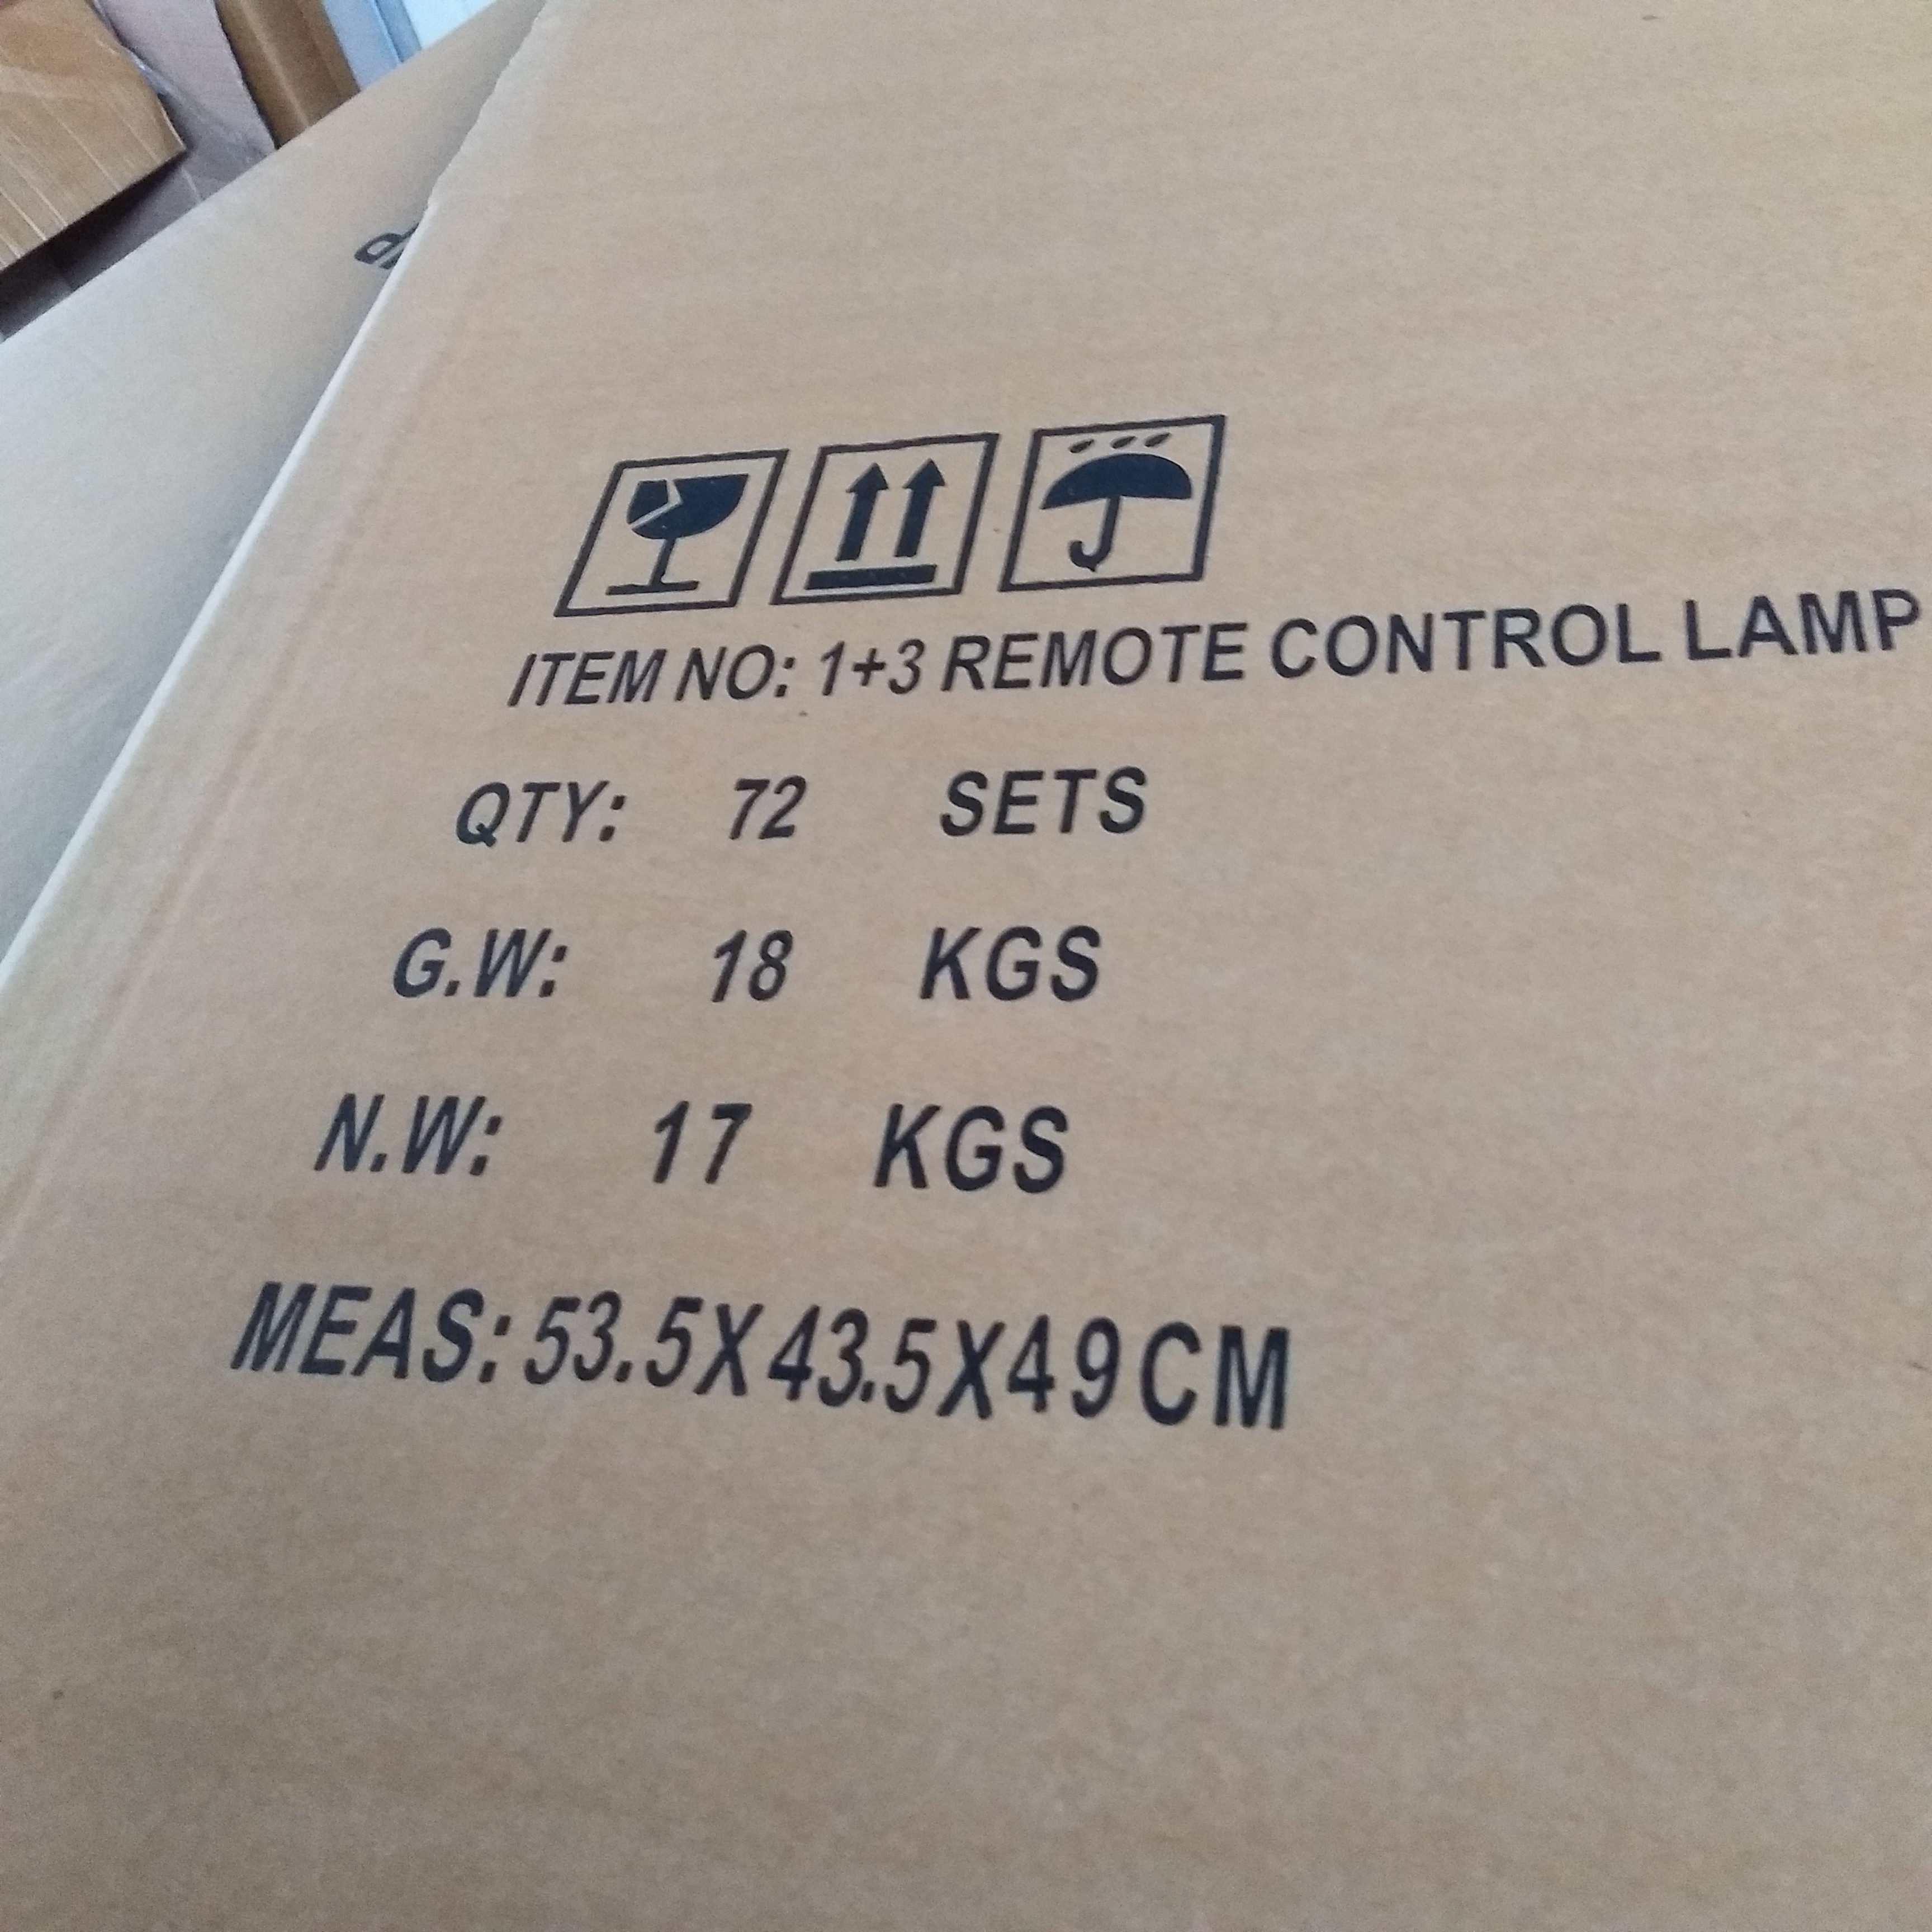 ITEM NO: 1+3 REMOTE CONTROL LAMP
QTY: 72 SETS
G.W: 18 KGS
N.W: 17 KGS
MEAS: 53.5X43.5X49CM